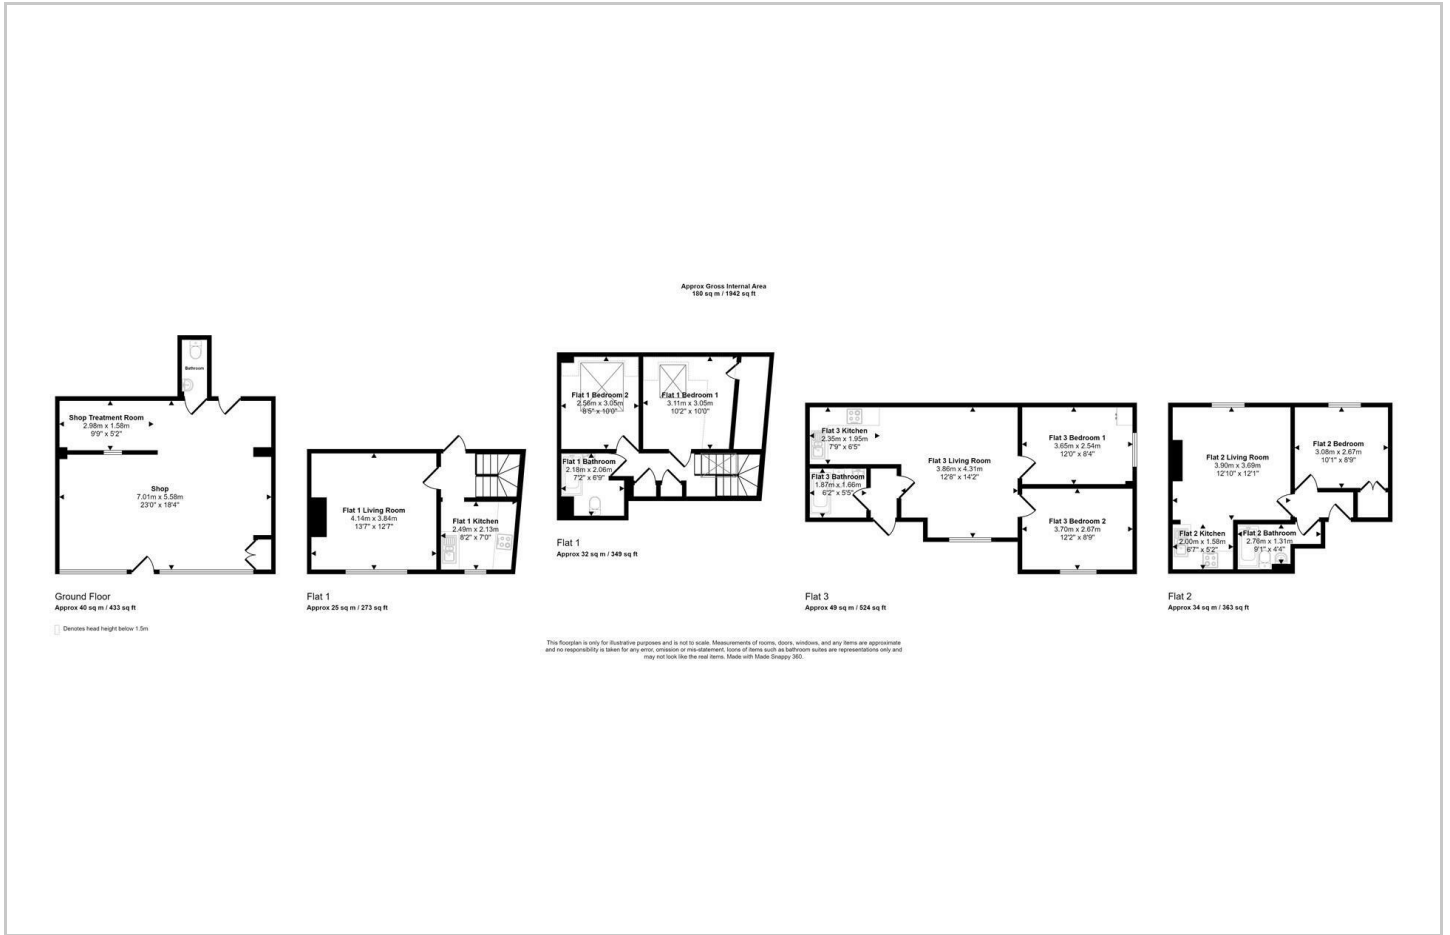 Approx Gross Internal Area
180 sq m / 1942 sq ft
Bathroom
Shop Treatment Room
2.98m x 1.58m
9'9" x 5'2"
Shop
7.01m x 5.58m
23'0" x 18'4"
Ground Floor
Approx 40 sq m / 433 sq ft
Denotes head height below 1.5m
Flat 1 Living Room
4.14m x 3.84m
13'7" x 12'7"
Flat 1 Kitchen
2.49m x 2.13m
8'2" x 7'0"
Flat 1
Approx 25 sq m / 273 sq ft
Flat 1 Bedroom 2
2.56m x 3.05m
8'5" x 10'0"
Flat 1 Bedroom 1
3.11m x 3.05m
10'2" x 10'0"
Flat 1 Bathroom
2.18m x 2.06m
7'2" x 6'9"
Flat 1
Approx 32 sq m / 349 sq ft
Flat 3 Kitchen
2.35m x 1.95m
7'9" x 6'5"
Flat 3 Living Room
3.86m x 4.31m
12'8" x 14'2"
Flat 3 Bedroom 1
3.65m x 2.54m
12'0" x 8'4"
Flat 3 Bathroom
1.87m x 1.66m
6'2" x 5'5"
Flat 3 Bedroom 2
3.70m x 2.67m
12'2" x 8'9"
Flat 3
Approx 49 sq m / 524 sq ft
Flat 2 Living Room
3.90m x 3.69m
12'10" x 12'1"
Flat 2 Bedroom
3.08m x 2.67m
10'1" x 8'9"
Flat 2 Kitchen
2.00m x 1.58m
6'7" x 5'2"
Flat 2 Bathroom
2.76m x 1.31m
9'1" x 4'4"
Flat 2
Approx 34 sq m / 363 sq ft
This floorplan is only for illustrative purposes and is not to scale. Measurements of rooms, doors, windows, and any items are approximate
and no responsibility is taken for any error, omission or mis-statement. Icons of items such as bathroom suites are representations only and
may not look like the real items. Made with Made Snappy 360.